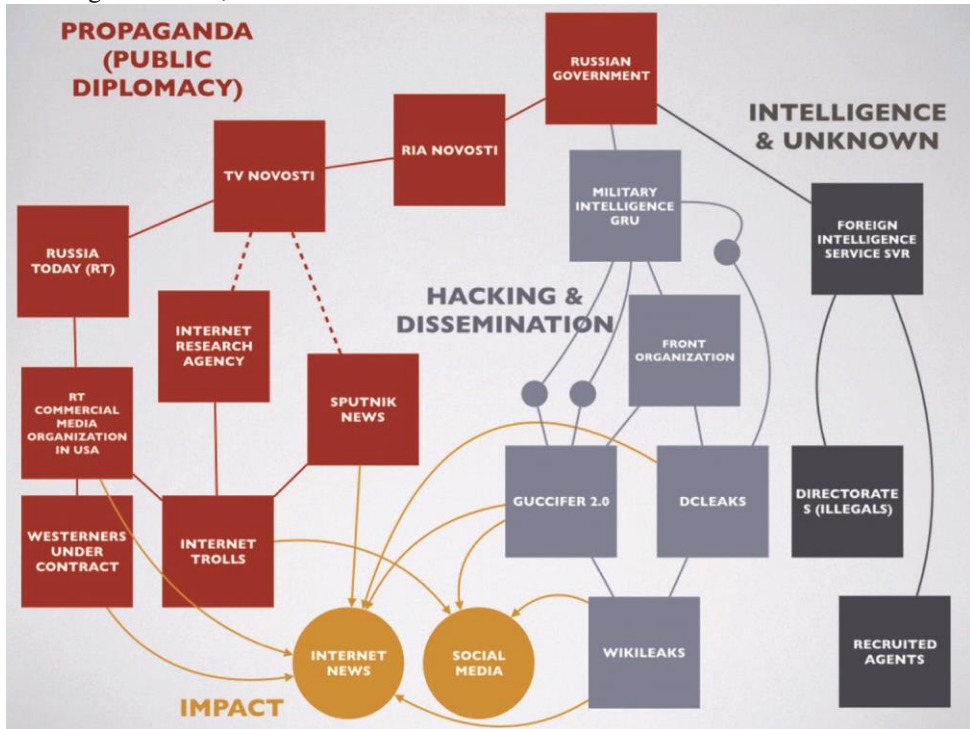 PROPAGANDA
(PUBLIC
DIPLOMACY)
RUSSIAN
GOVERNMENT
INTELLIGENCE
& UNKNOWN
RIA NOVOSTI
TV NOVOSTI
MILITARY
INTELLIGENCE
GRU
FOREIGN
INTELLIGENCE
SERVICE SVR
RUSSIA
TODAY (RT)
HACKING &
DISSEMINATION
INTERNET
RESEARCH
AGENCY
FRONT
ORGANIZATION
SPUTNIK
NEWS
RT
COMMERCIAL
MEDIA
ORGANIZATION
IN USA
GUCCIFER 2.0
DCLEAKS
DIRECTORATE
S (ILLEGALS)
WESTERNERS
UNDER
CONTRACT
INTERNET
TROLLS
INTERNET
NEWS
SOCIAL
MEDIA
WIKILEAKS
RECRUITED
AGENTS
IMPACT